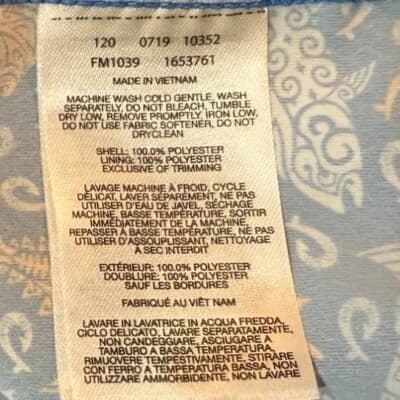 120 0719 10352
FM1039 1653761
MADE IN VIETNAM
MACHINE WASH COLD GENTLE, WASH
SEPARATELY, DO NOT BLEACH, TUMBLE
DRY LOW, REMOVE PROMPTLY, IRON LOW,
DO NOT USE FABRIC SOFTENER, DO NOT
DRYCLEAN
SHELL: 100.0% POLYESTER
LINING: 100% POLYESTER
EXCLUSIVE OF TRIMMING
LAVAGE MACHINE À FROID, CYCLE
DÉLICAT, LAVER SÉPARÉMENT, NE PAS
UTILISER D'EAU DE JAVEL, SÉCHAGE
MACHINE, BASSE TEMPÉRATURE, SORTIR
IMMÉDIATEMENT DE LA MACHINE,
REPASSER À BASSE TEMPÉRATURE, NE PAS
UTILISER D'ASSOUPLISSANT, NETTOYAGE
À SEC INTERDIT
EXTÉRIEUR: 100.0% POLYESTER
DOUBLURE: 100% POLYESTER
SAUF LES BORDURES
FABRIQUÉ AU VIÊT NAM
LAVARE IN LAVATRICE IN ACQUA FREDDA,
CICLO DELICATO, LAVARE SEPARATAMENTE,
NON CANDEGGIARE, ASCIUGARE A
TAMBURO A BASSA TEMPERATURA,
RIMUOVERE TEMPESTIVAMENTE, STIRARE
CON FERRO A TEMPERATURA BASSA, NON
UTILIZZARE AMMORBIDENTE, NON LAVARE